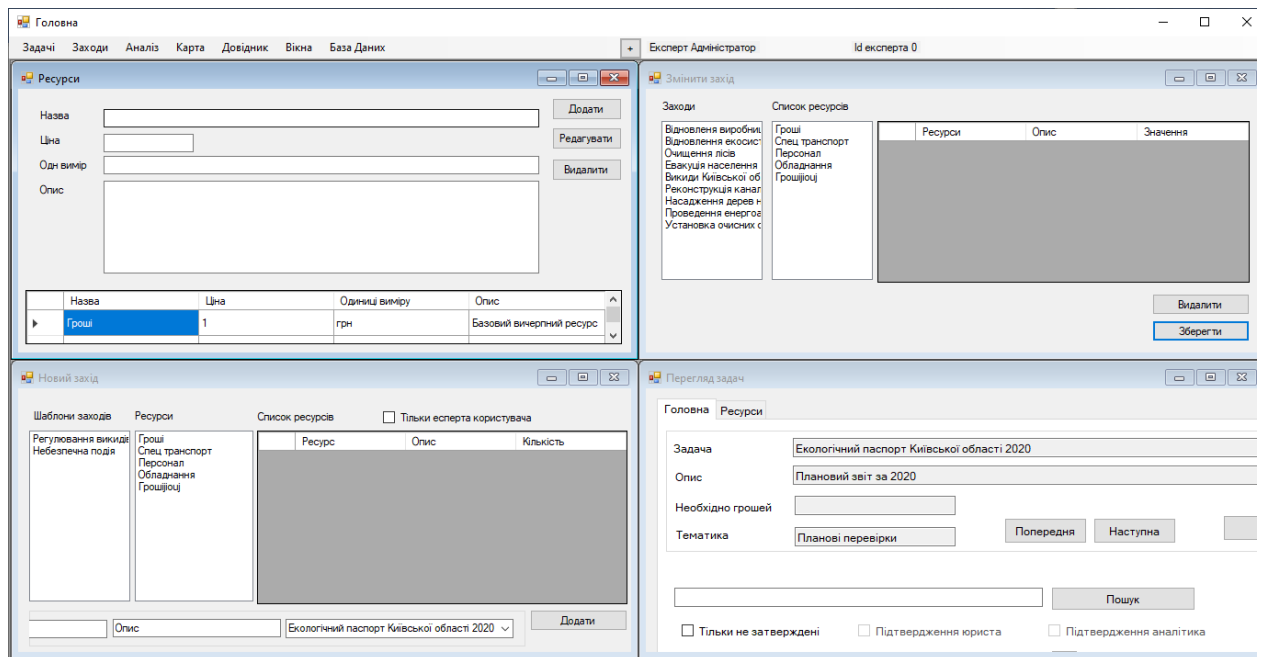 Головна
Задачі Заходи Аналіз Карта Довідник Вікна База Даних + Експерт Адміністратор Id експерта 0
Ресурси
Назва
Ціна
Одн вимір
Опис
Додати
Редагувати
Видалити
Назва Ціна Одиниці виміру Опис
Гроші 1 грн Базовий вичерпний ресурс
Змінити захід
Заходи Список ресурсів
Відновленя виробниц
Відновлення екосист
Очищення лісів
Евакуція населення
Викиди Київської об
Реконструкція канал
Насадження дерев н
Проведення енергоа
Установка очисних с
Гроші
Спец транспорт
Персонал
Обладнання
Грошійіоцj
Ресурси Опис Значення
Видалити
Зберегти
Новий захід
Шаблони заходів Ресурси Список ресурсів Тільки есперта користувача
Регулювання викидів
Небезпечна подія
Гроші
Спец транспорт
Персонал
Обладнання
Ресурс Опис Кількість
Опис Екологічний паспорт Київської області 2020 Додати
Перегляд задач
Головна Ресурси
Задача Екологічний паспорт Київської області 2020
Опис Плановий звіт за 2020
Необхідно грошей
Тематика Планові перевірки
Попередня Наступна
Пошук
Тільки не затверждені Підтвердження юриста Підтвердження аналітика